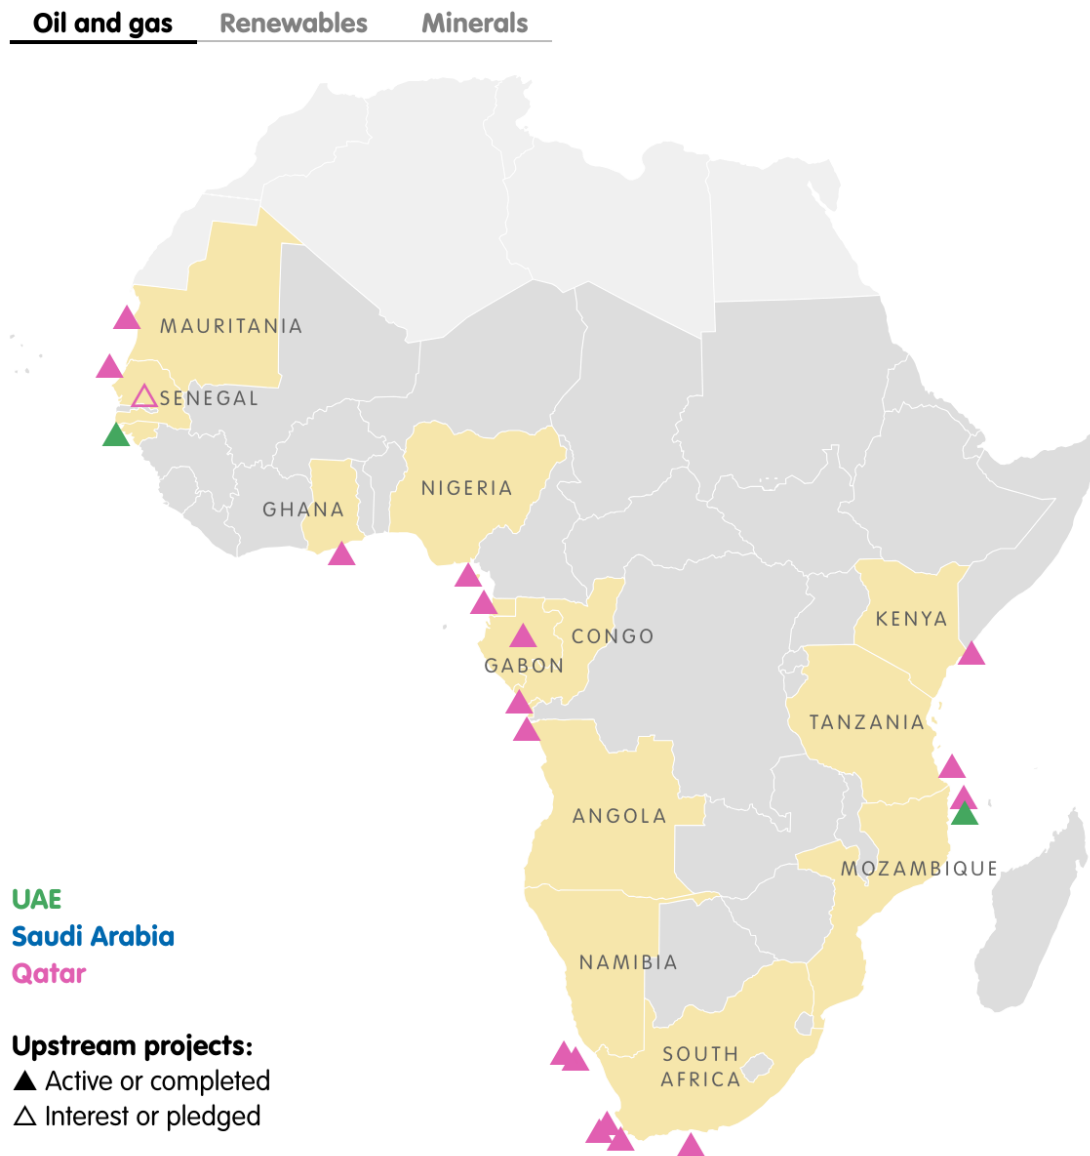 Oil and gas Renewables Minerals
MAURITANIA
SENEGAL
NIGERIA
GHANA
KENYA
CONGO
GABON
TANZANIA
ANGOLA
MOZAMBIQUE
UAE
Saudi Arabia
Qatar
NAMIBIA
SOUTH
AFRICA
Upstream projects:
Active or completed
Interest or pledged